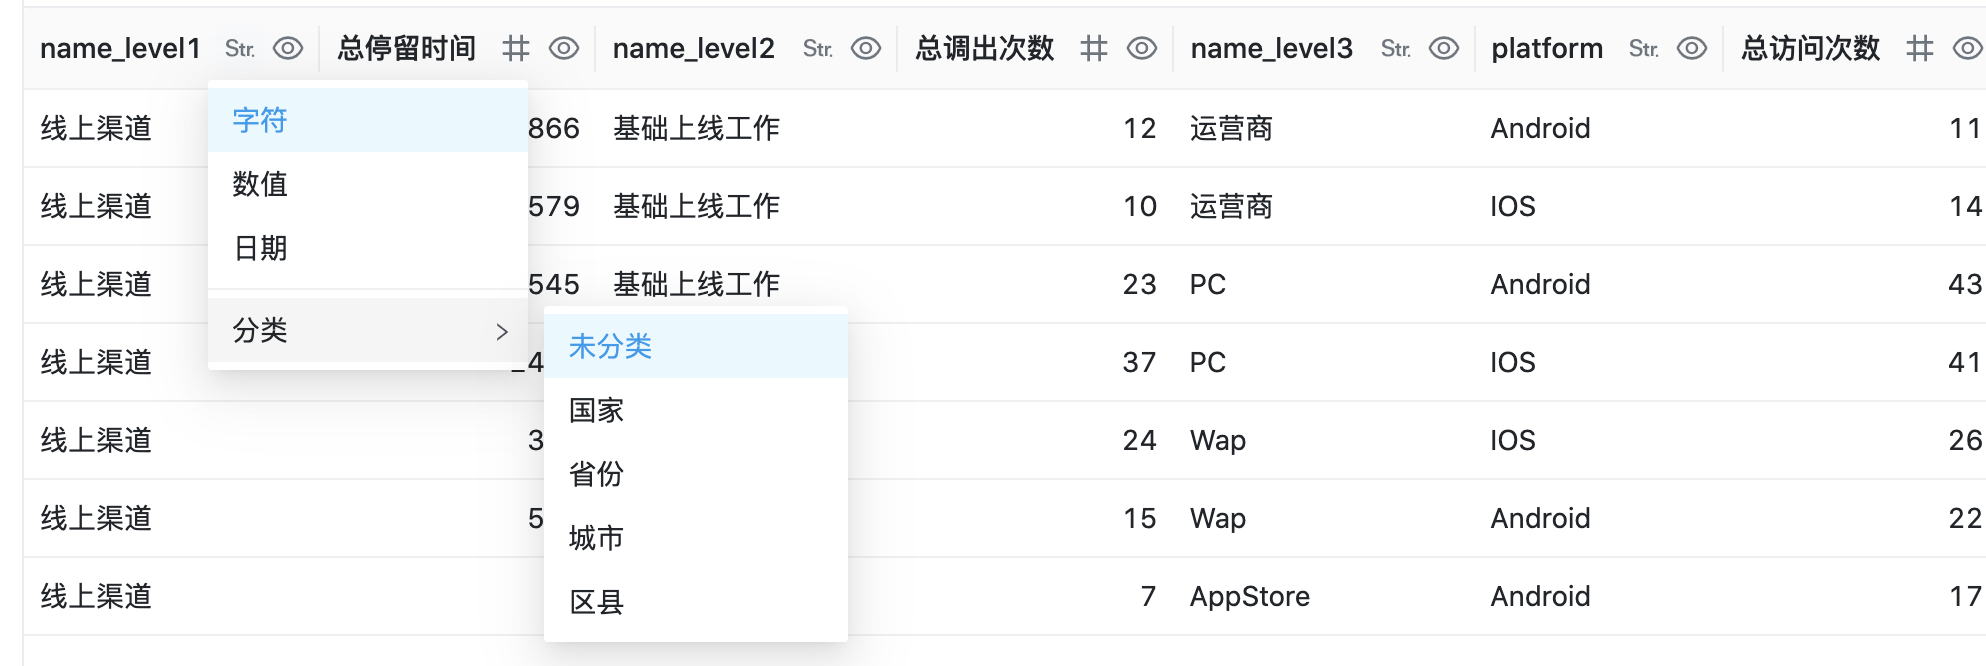 name_level1 Str. 总停留时间 name_level2 Str. 总调出次数 name_level3 Str. platform Str. 总访问次数
线上渠道 866 基础上线工作 12 运营商 Android 11
线上渠道 579 基础上线工作 10 运营商 IOS 14
线上渠道 545 基础上线工作 23 PC Android 43
线上渠道 4 37 PC IOS 41
线上渠道 3 24 Wap IOS 26
线上渠道 5 15 Wap Android 22
线上渠道 7 AppStore Android 17
字符
数值
日期
分类 >
未分类
国家
省份
城市
区县